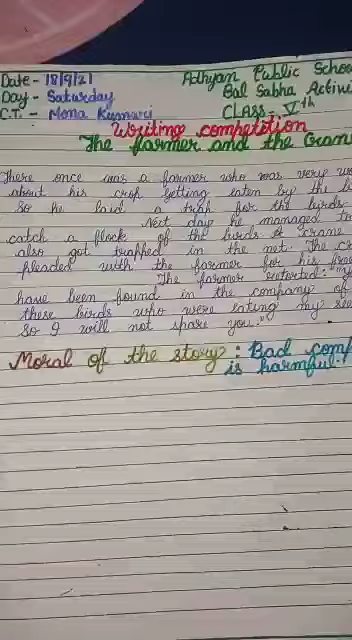 Date - 18/9/21 Adhyan Public School
Day - Saturday Bal Sabha Activi
C.T. - Mona Kumari CLASS - Vth
Writing competition
The farmer and the Cran
There once was a farmer who was very wo
about his crop getting eaten by the
So he laid a trap for the birds.
Next day he managed to
catch a flock of the birds. A crane
also got trapped in the net. The cr
pleaded with the farmer for his free
The farmer retorted: "
have been found in the company of
these birds who were eating my see
So I will not spare you."
Moral of the story : Bad comp
is harmful.